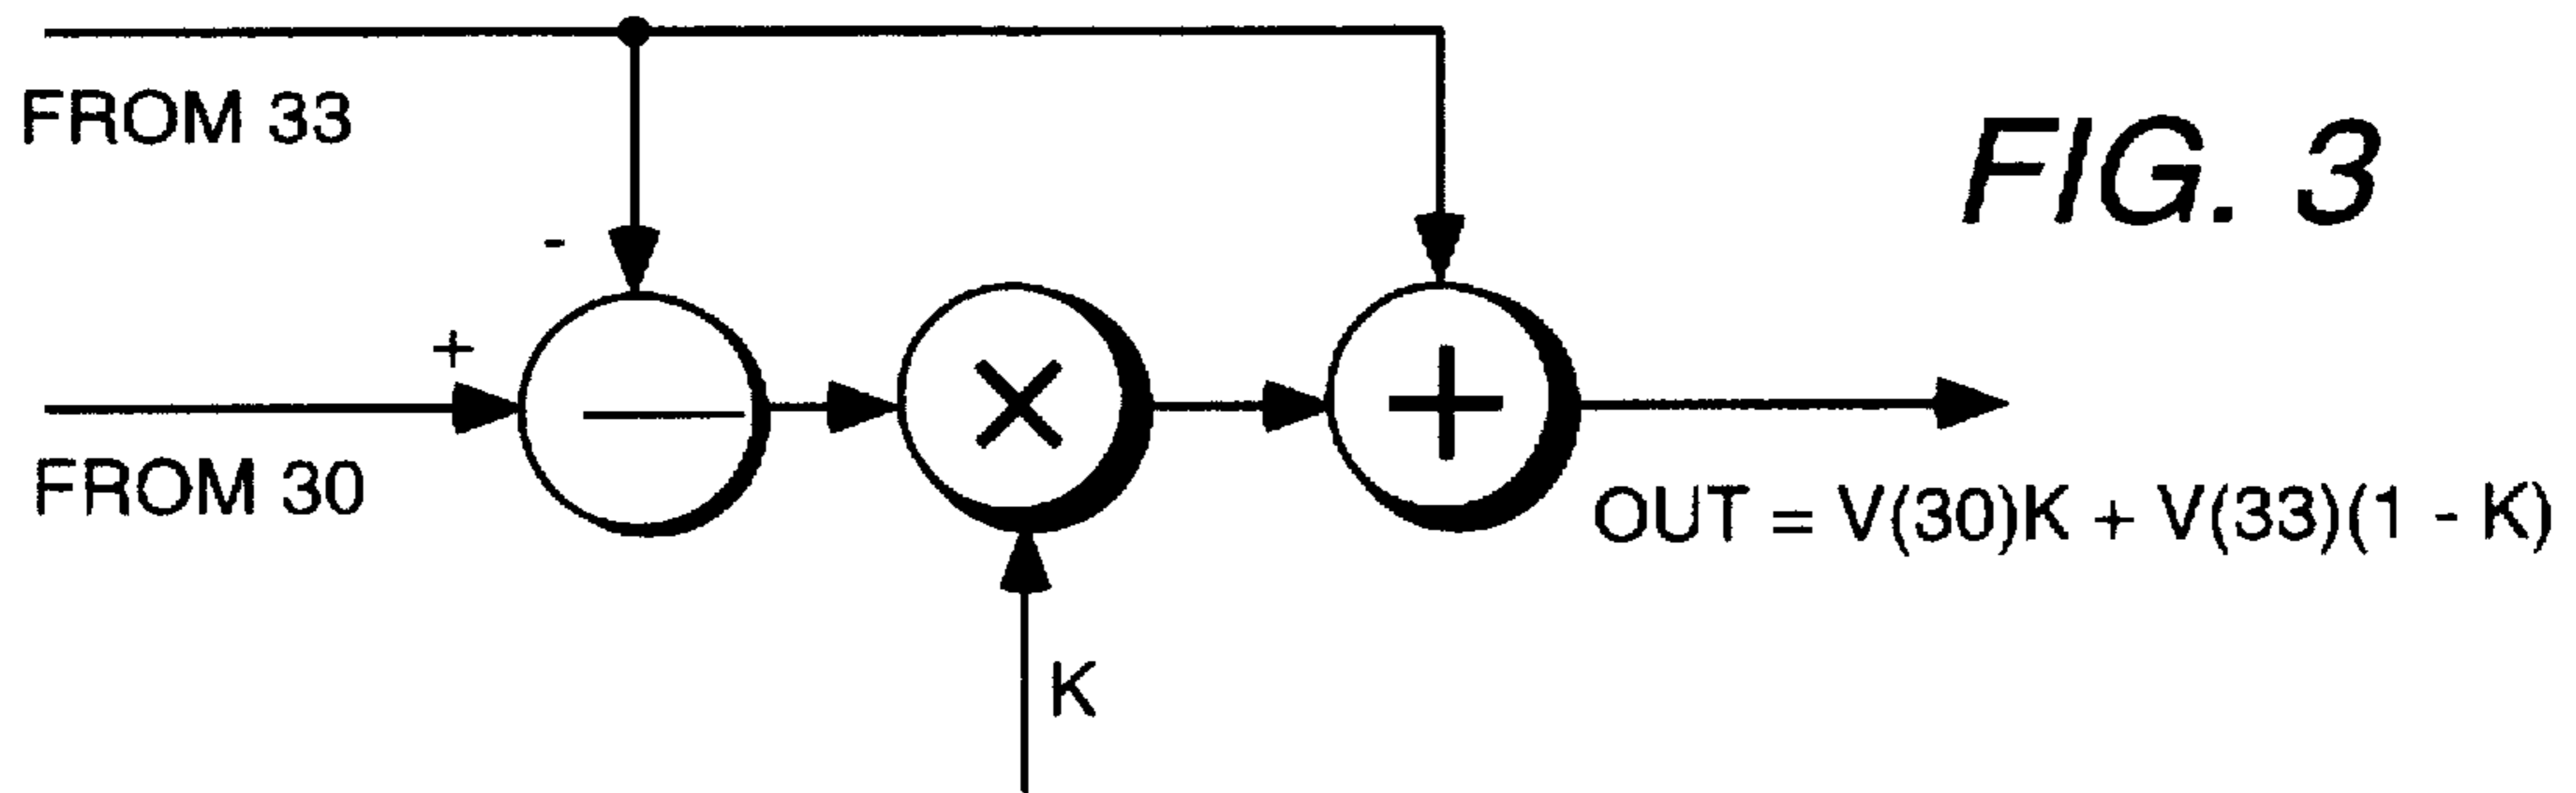 FROM 33
FIG. 3
-
+
FROM 30
OUT = V(30)K + V(33)(1 - K)
K